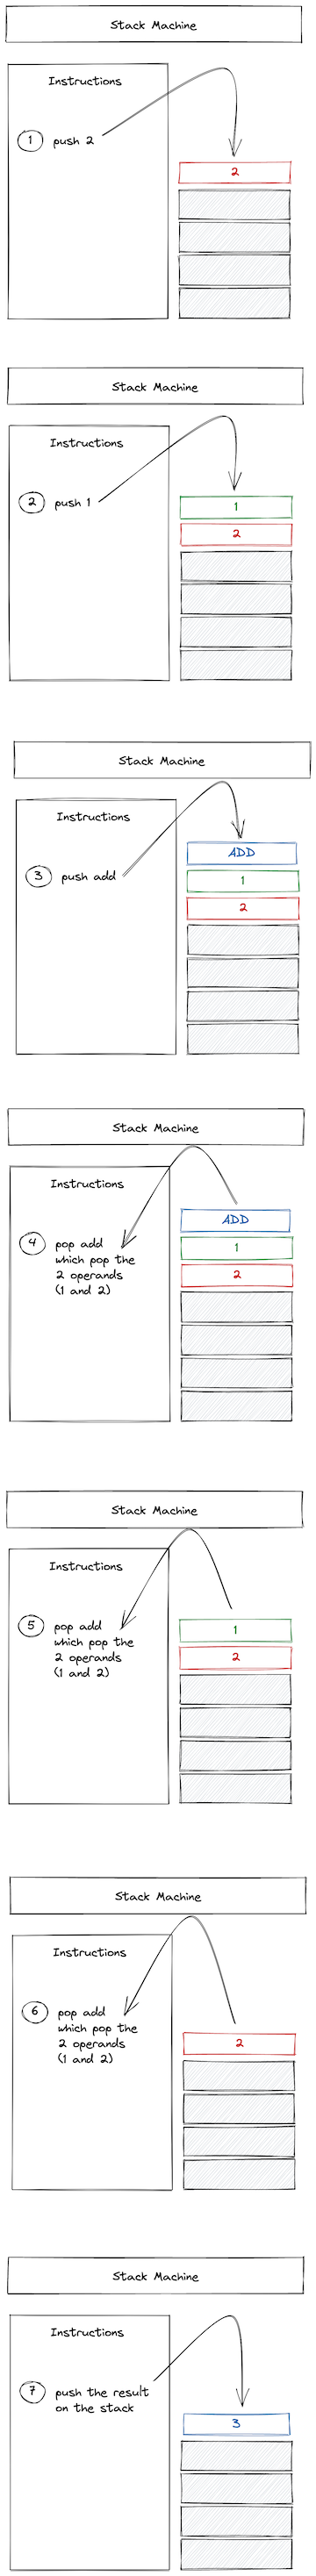 Stack Machine
Instructions
1 push 2
2
Stack Machine
Instructions
2 push 1
1
2
Stack Machine
Instructions
3 push add
ADD
1
2
Stack Machine
Instructions
4 pop add
which pop the
2 operands
(1 and 2)
ADD
1
2
Stack Machine
Instructions
5 pop add
which pop the
2 operands
(1 and 2)
1
2
Stack Machine
Instructions
6 pop add
which pop the
2 operands
(1 and 2)
2
Stack Machine
Instructions
7 push the result
on the stack
3